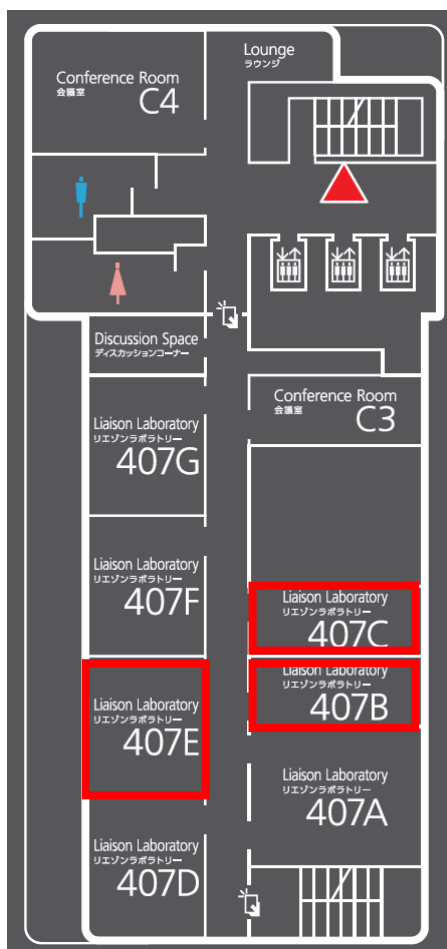 Lounge
ラウンジ
Conference Room
会議室
C4
Discussion Space
ディスカッションコーナー
Conference Room
会議室
C3
Liaison Laboratory
リエゾンラボラトリー
407G
Liaison Laboratory
リエゾンラボラトリー
407F
Liaison Laboratory
リエゾンラボラトリー
407C
Liaison Laboratory
リエゾンラボラトリー
407B
Liaison Laboratory
リエゾンラボラトリー
407E
Liaison Laboratory
リエゾンラボラトリー
407A
Liaison Laboratory
リエゾンラボラトリー
407D